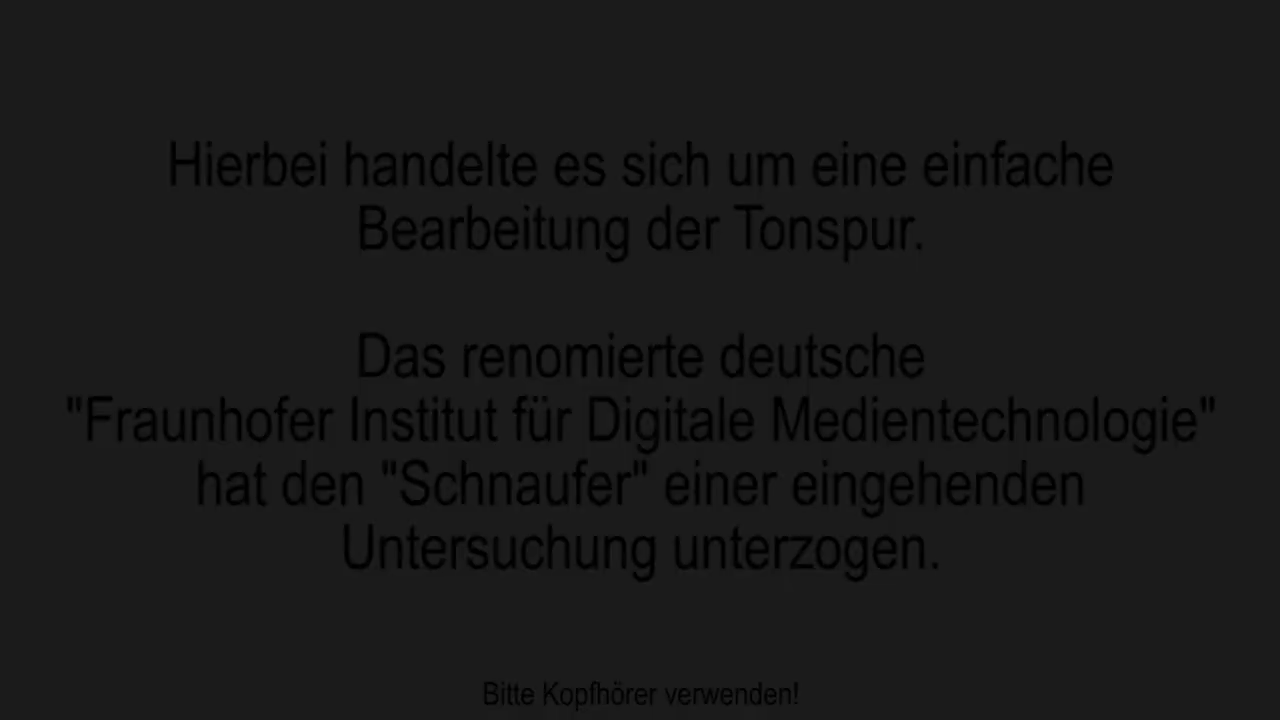 Hierbei handelte es sich um eine einfache
Bearbeitung der Tonspur.
Das renomierte deutsche
"Fraunhofer Institut für Digitale Medientechnologie"
hat den "Schnaufer" einer eingehenden
Untersuchung unterzogen.
Bitte Kopfhörer verwenden!